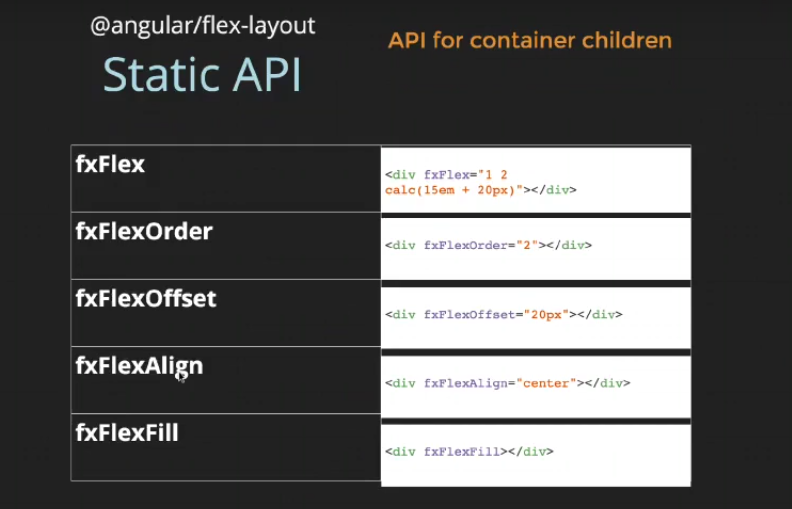 @angular/flex-layout
Static API
API for container children
fxFlex
<div fxFlex="1 2
calc(15em + 20px)"></div>
fxFlexOrder
<div fxFlexOrder="2"></div>
fxFlexOffset
<div fxFlexOffset="20px"></div>
fxFlexAlign
<div fxFlexAlign="center"></div>
fxFlexFill
<div fxFlexFill></div>